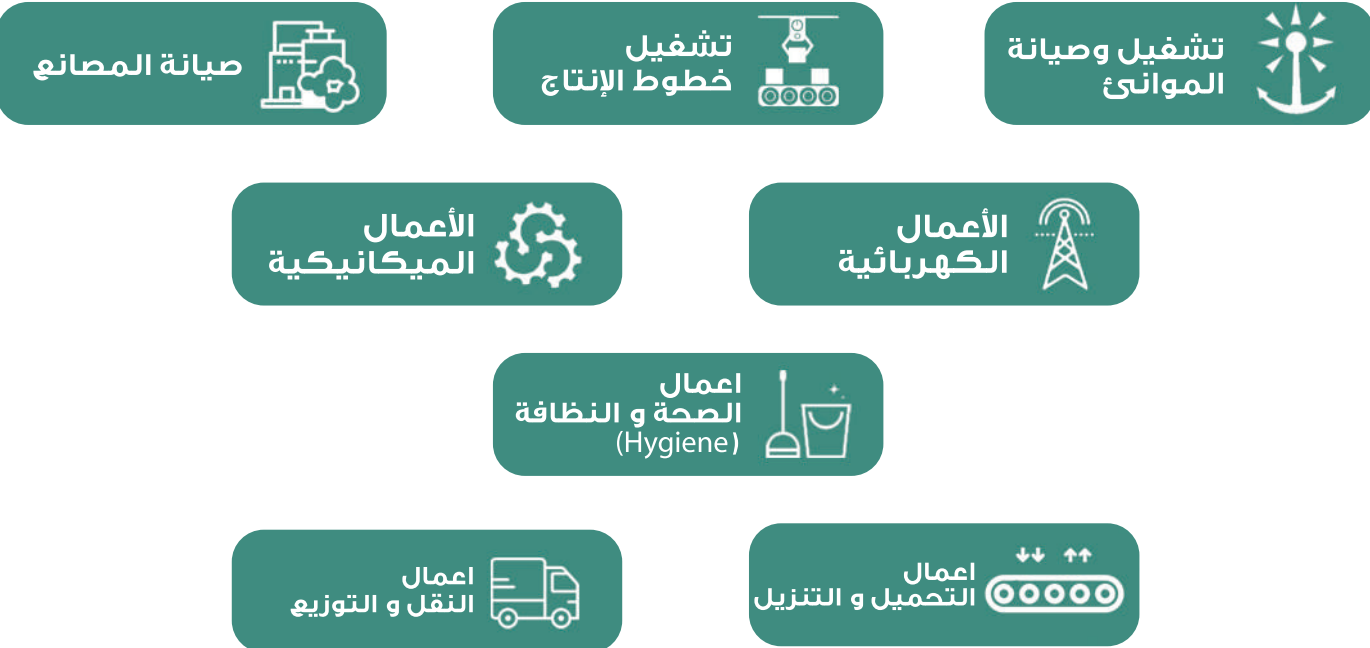 تشغيل وصيانة
الموانئ
تشغيل
خطوط الإنتاج
صيانة المصانع
الأعمال
الكهربائية
الأعمال
الميكانيكية
اعمال
الصحة و النظافة
(Hygiene)
اعمال
التحميل و التنزيل
اعمال
النقل و التوزيع